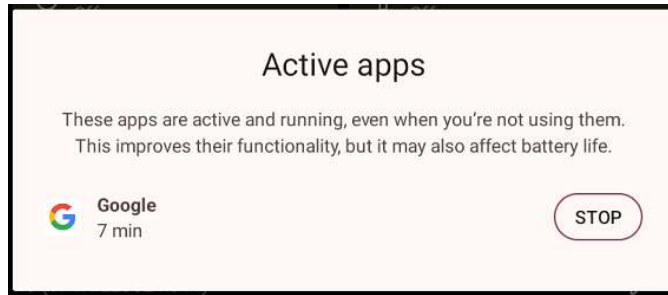 Active apps
These apps are active and running, even when you're not using them.
This improves their functionality, but it may also affect battery life.
Google
7 min
STOP